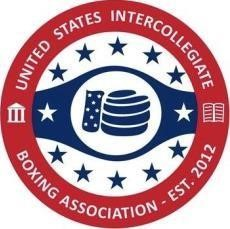 UNITED STATES INTERCOLLEGIATE
BOXING ASSOCIATION - EST. 2012